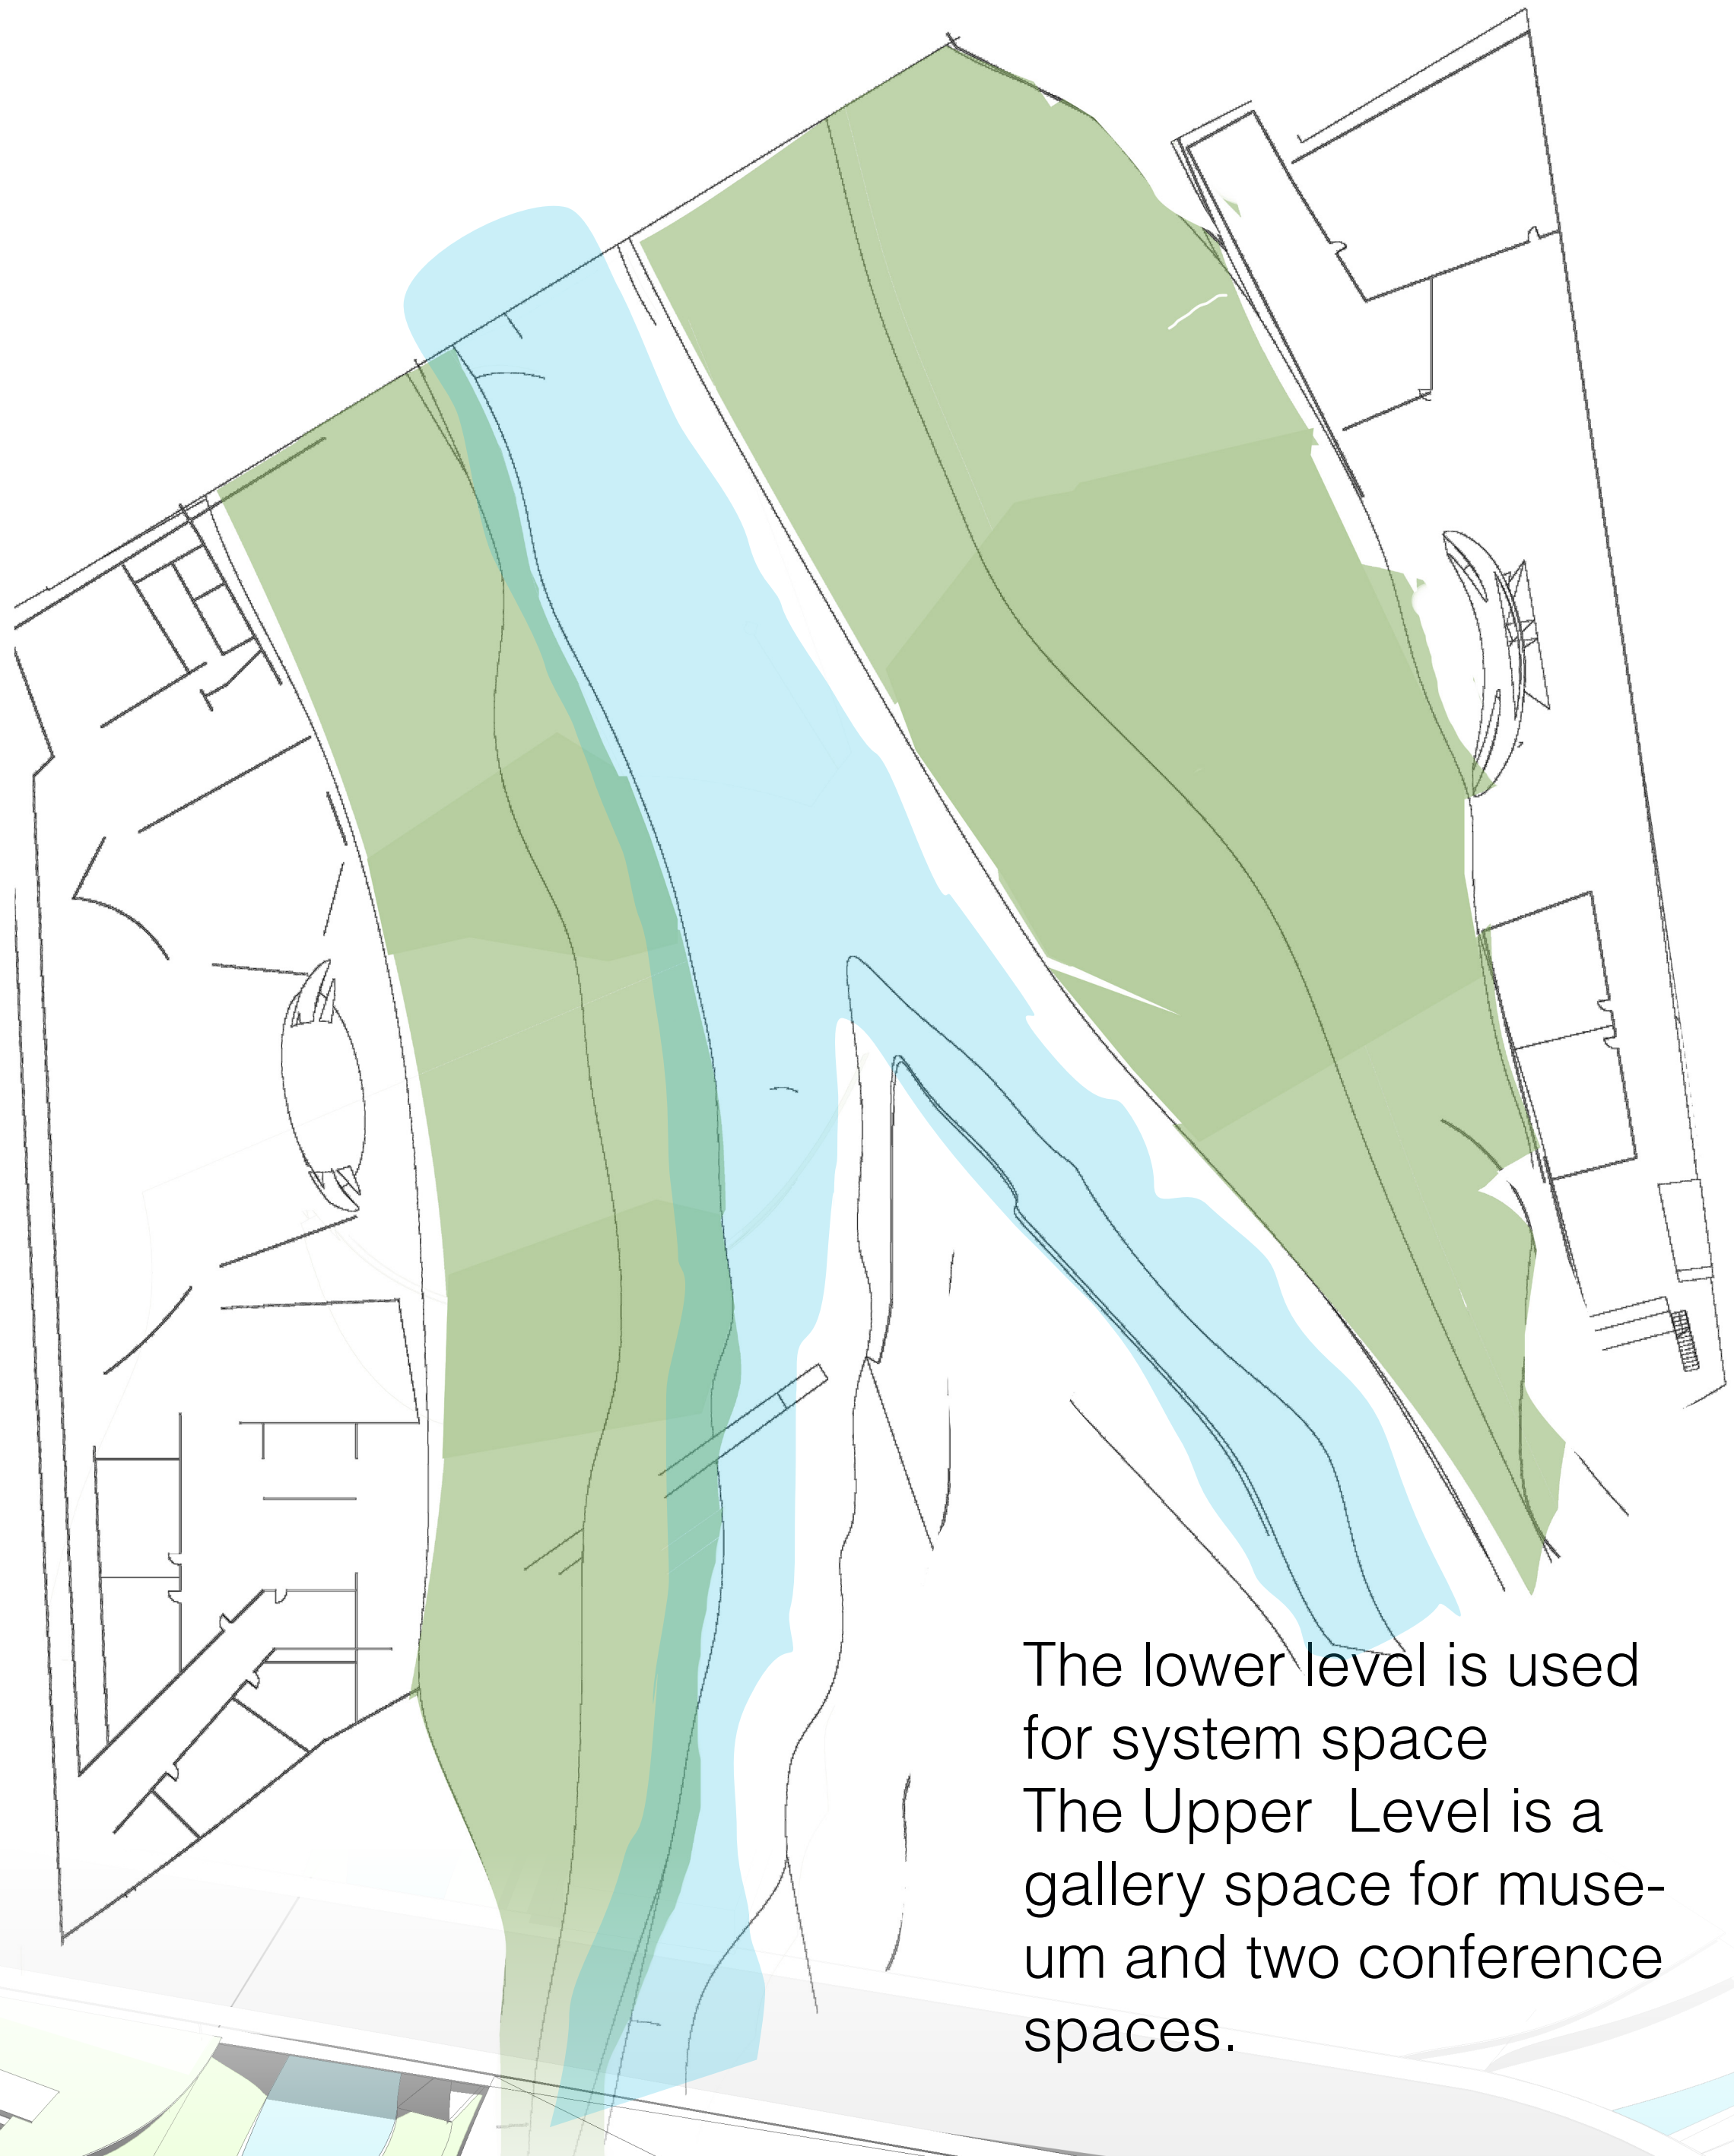 The lower level is used
for system space
The Upper  Level is a
gallery space for muse-
um and two conference
spaces.